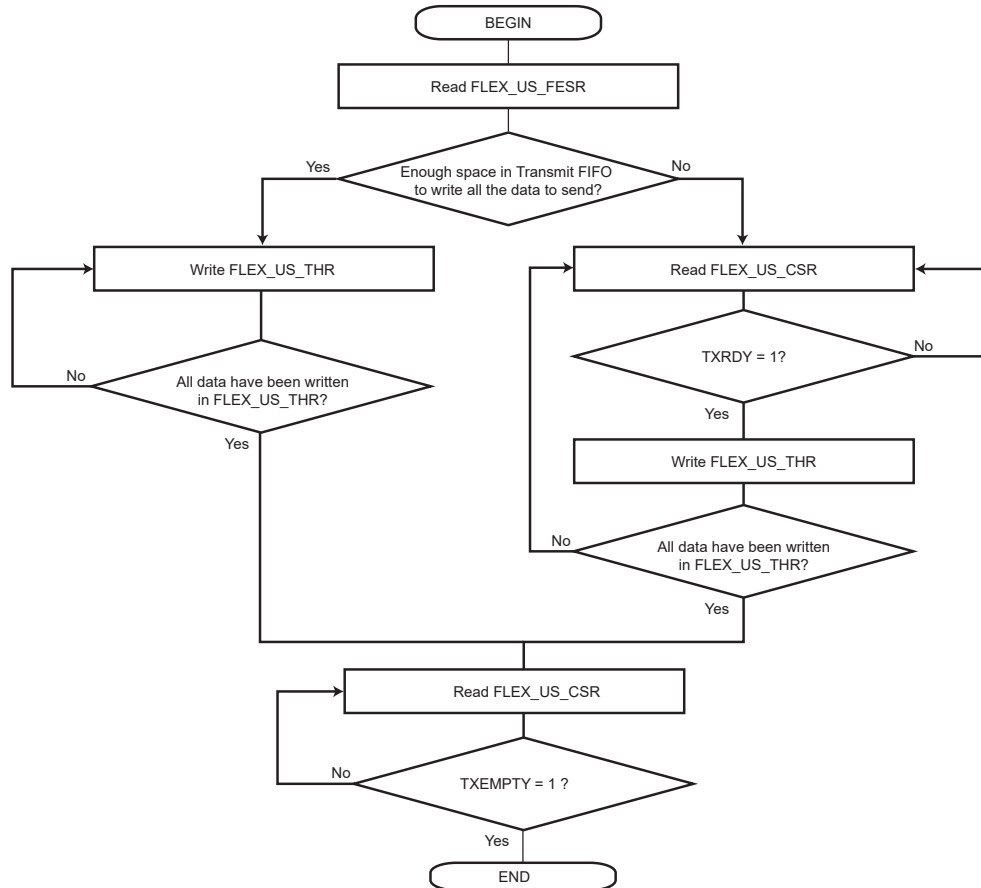 BEGIN
Read FLEX_US_FESR
Yes
Enough space in Transmit FIFO
to write all the data to send?
No
Write FLEX_US_THR
Read FLEX_US_CSR
TXRDY = 1?
No
No
All data have been written
in FLEX_US_THR?
Yes
Yes
Write FLEX_US_THR
No
All data have been written
in FLEX_US_THR?
Yes
Read FLEX_US_CSR
No
TXEMPTY = 1 ?
Yes
END